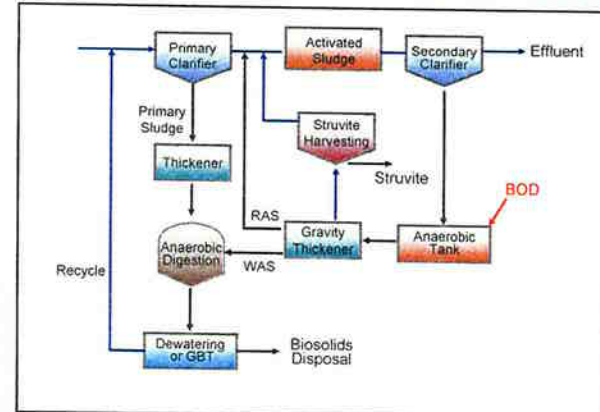 Primary
Clarifier
Activated
Sludge
Secondary
Clarifier
Effluent
Primary
Sludge
Struvite
Harvesting
Thickener
Struvite
BOD
RAS
Gravity
Thickener
Anaerobic
Tank
Anaerobic
Digestion
WAS
Recycle
Dewatering
or GBT
Biosolids
Disposal